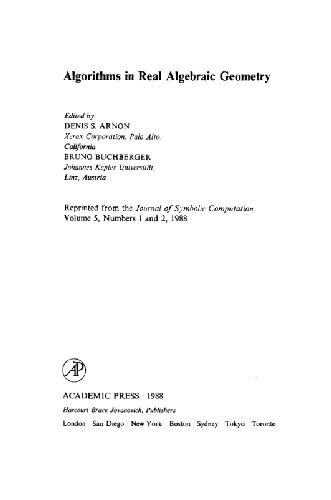 Algorithms in Real Algebraic Geometry
Edited by
DENIS S. ARNON
Xerox Corporation, Palo Alto,
California
BRUNO BUCHBERGER
Johannes Kepler Universität,
Linz, Austria
Reprinted from the Journal of Symbolic Computation
Volume 5, Numbers 1 and 2, 1988
AP
ACADEMIC PRESS 1988
Harcourt Brace Jovanovich, Publishers
London San Diego New York Boston Sydney Tokyo Toronto